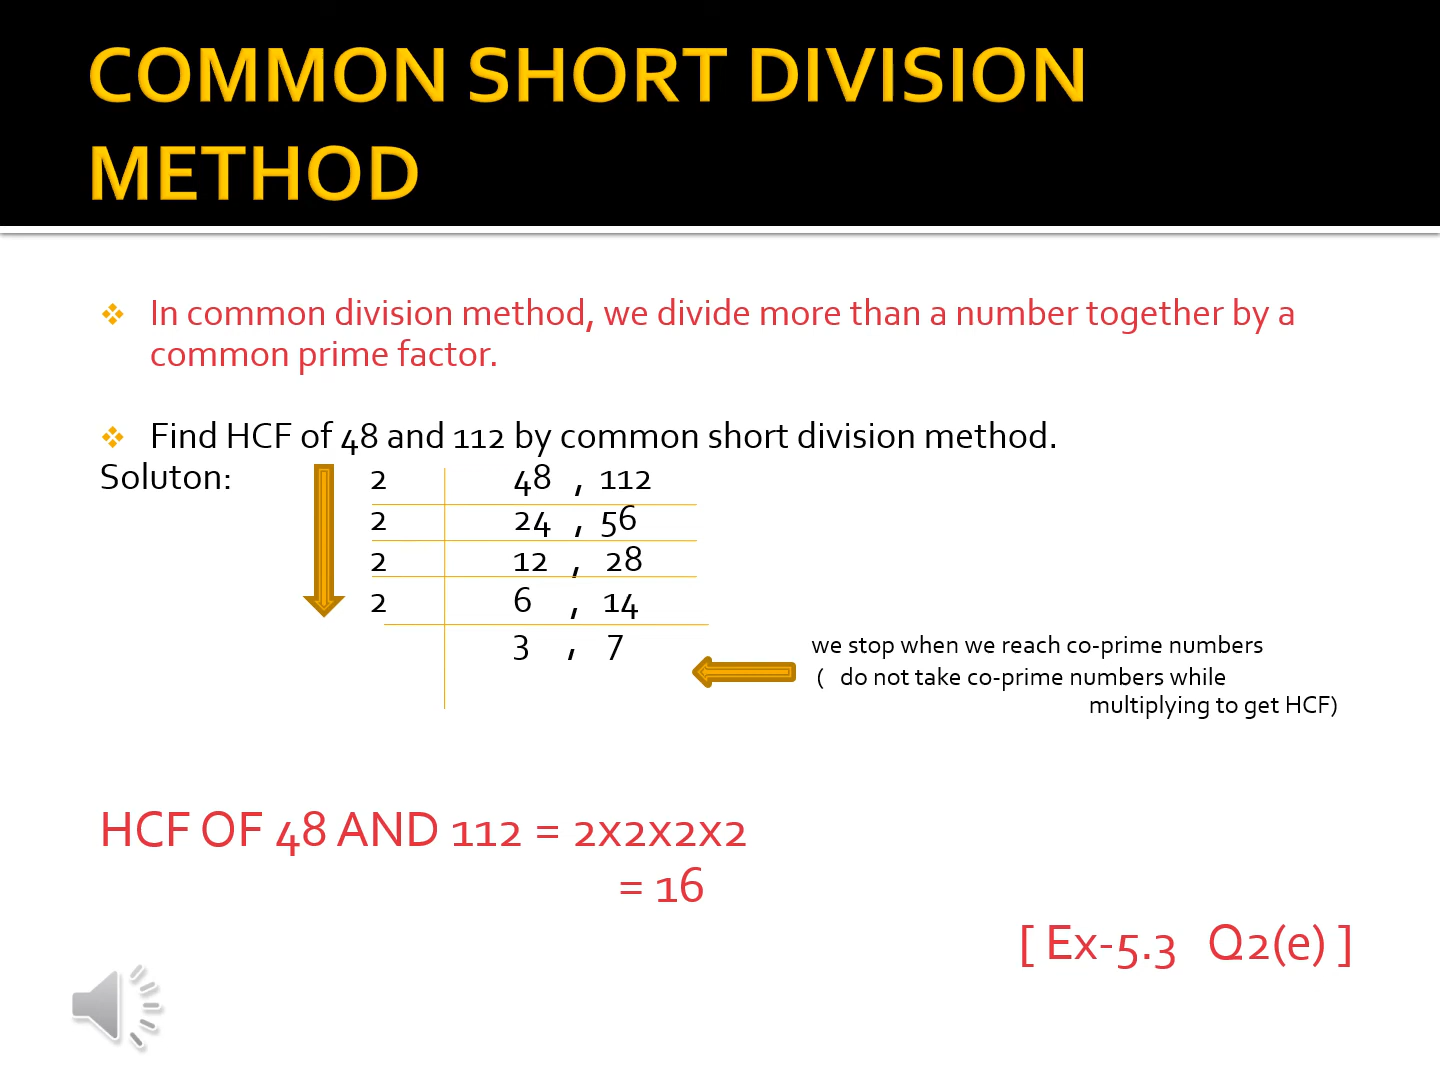 COMMON SHORT DIVISION
METHOD
In common division method, we divide more than a number together by a
common prime factor.
Find HCF of 48 and 112 by common short division method.
Soluton: 2 48 , 112
2 24 , 56
2 12 , 28
2 6 , 14
3 , 7
we stop when we reach co-prime numbers
( do not take co-prime numbers while
multiplying to get HCF)
HCF OF 48 AND 112 = 2x2x2x2
= 16
[ Ex-5.3 Q2(e) ]